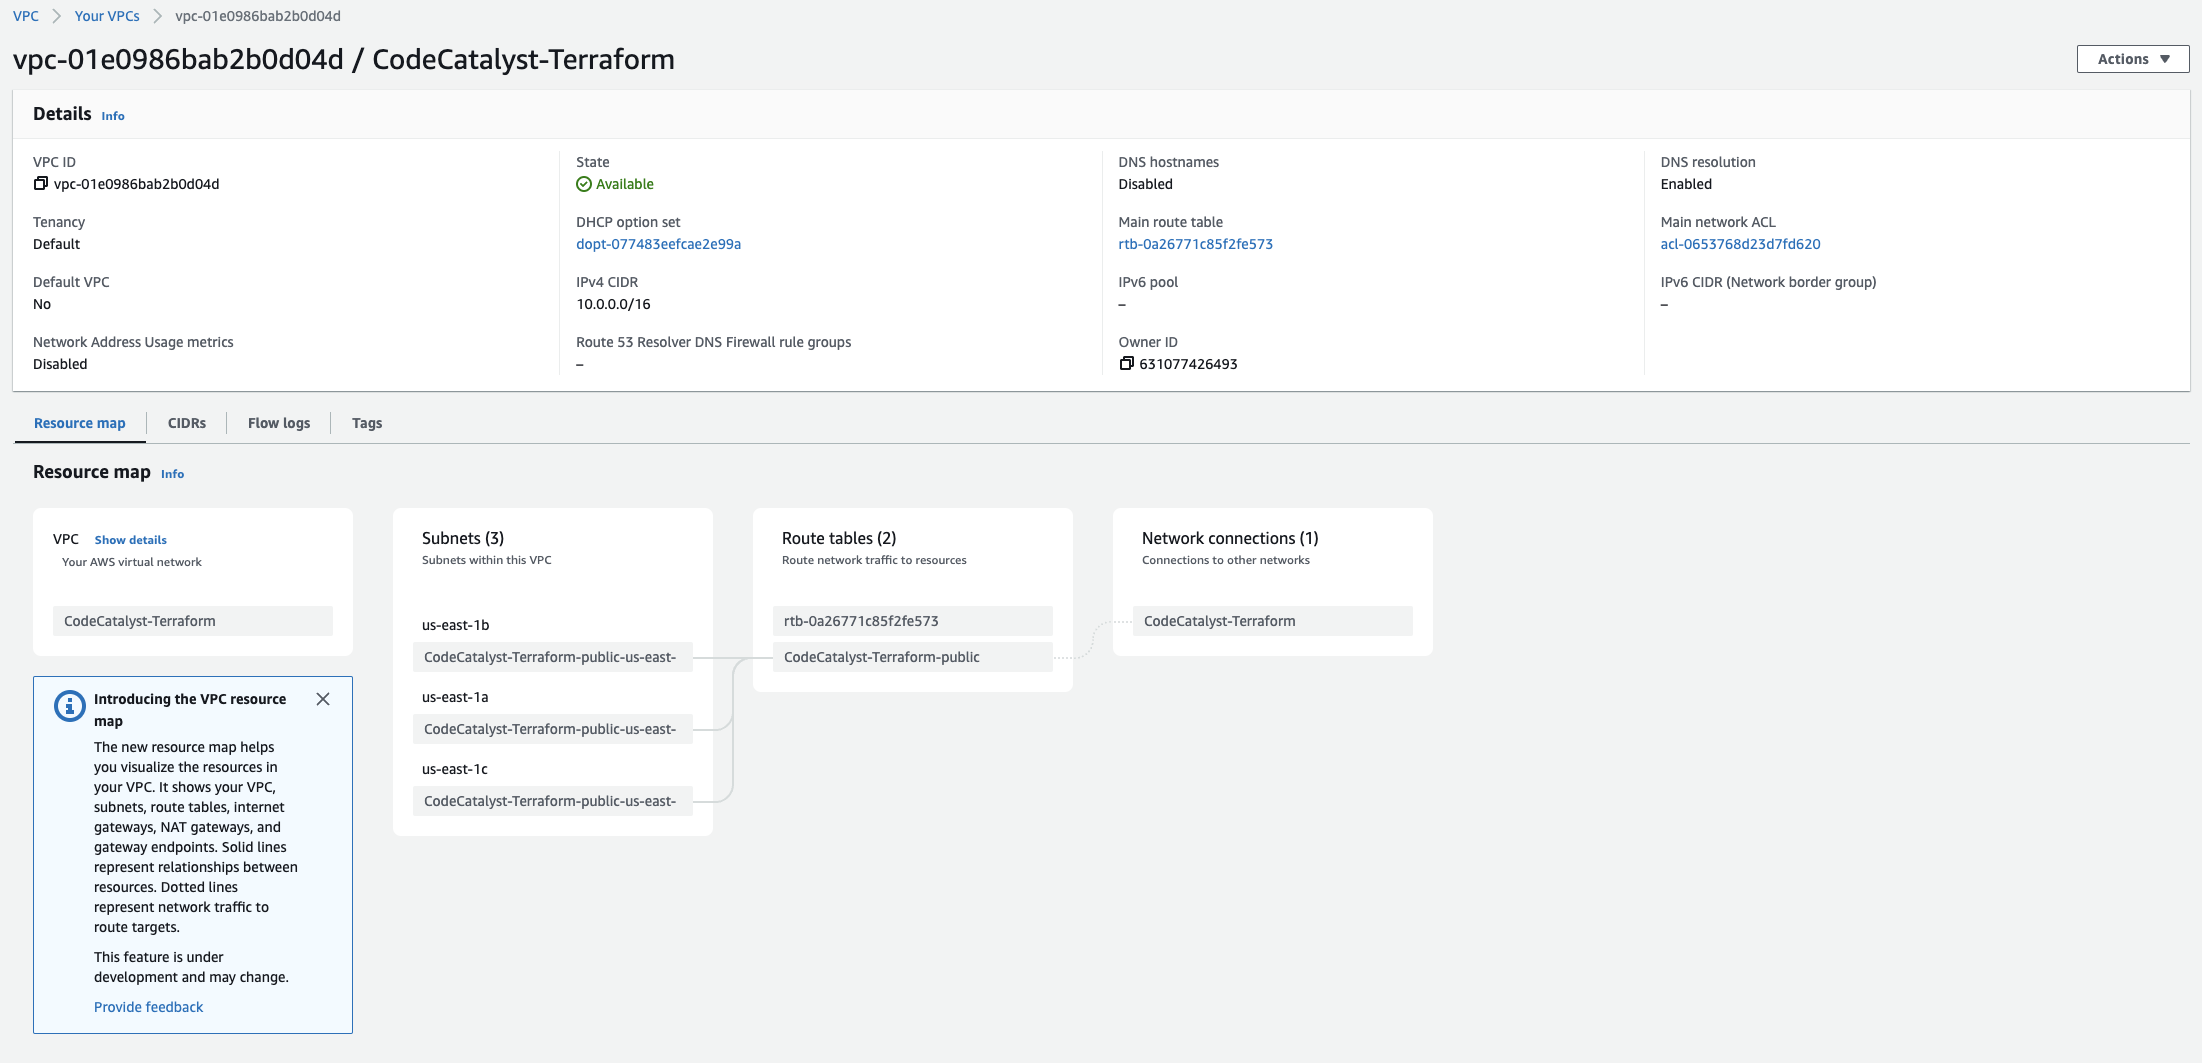 VPC > Your VPCs > vpc-01e0986bab2b0d04d
vpc-01e0986bab2b0d04d / CodeCatalyst-Terraform
Actions ▼
Details Info
VPC ID
vpc-01e0986bab2b0d04d
State
Available
DNS hostnames
Disabled
DNS resolution
Enabled
Tenancy
Default
DHCP option set
dopt-077483eefcae2e99a
Main route table
rtb-0a26771c85f2fe573
Main network ACL
acl-0653768d23d7fd620
Default VPC
No
IPv4 CIDR
10.0.0.0/16
IPv6 pool
–
IPv6 CIDR (Network border group)
–
Network Address Usage metrics
Disabled
Route 53 Resolver DNS Firewall rule groups
–
Owner ID
631077426493
Resource map
CIDRs
Flow logs
Tags
Resource map Info
VPC Show details
Your AWS virtual network
CodeCatalyst-Terraform
Introducing the VPC resource
map
The new resource map helps
you visualize the resources in
your VPC. It shows your VPC,
subnets, route tables, internet
gateways, NAT gateways, and
gateway endpoints. Solid lines
represent relationships between
resources. Dotted lines
represent network traffic to
route targets.
This feature is under
development and may change.
Provide feedback
Subnets (3)
Subnets within this VPC
us-east-1b
CodeCatalyst-Terraform-public-us-east-
us-east-1a
CodeCatalyst-Terraform-public-us-east-
us-east-1c
CodeCatalyst-Terraform-public-us-east-
Route tables (2)
Route network traffic to resources
rtb-0a26771c85f2fe573
CodeCatalyst-Terraform-public
Network connections (1)
Connections to other networks
CodeCatalyst-Terraform